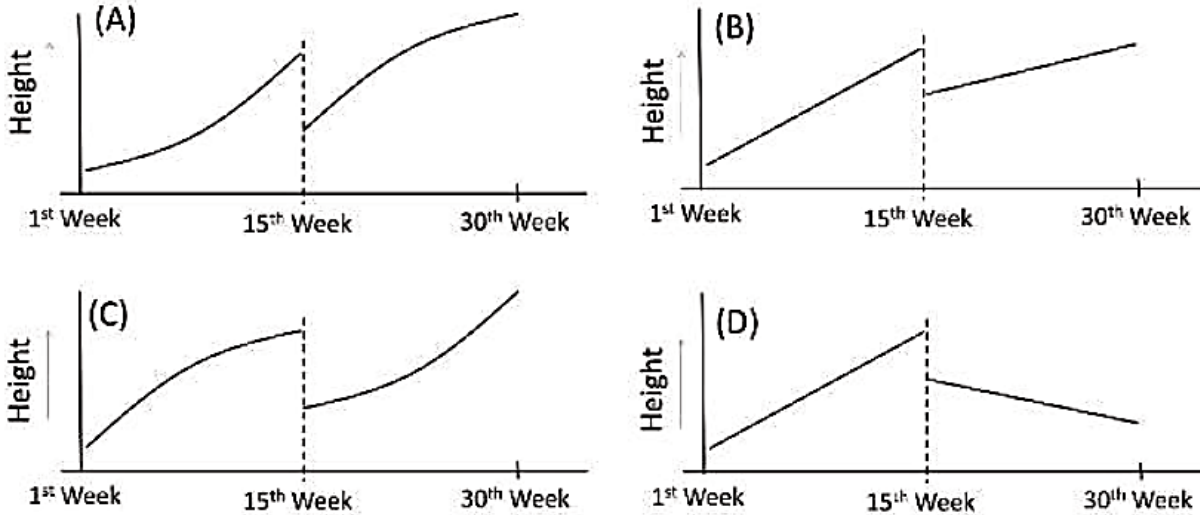 (A)
Height
1st Week
15th Week
30th Week
(B)
Height
1st Week
15th Week
30th Week
(C)
Height
1st Week
15th Week
30th Week
(D)
Height
1st Week
15th Week
30th Week